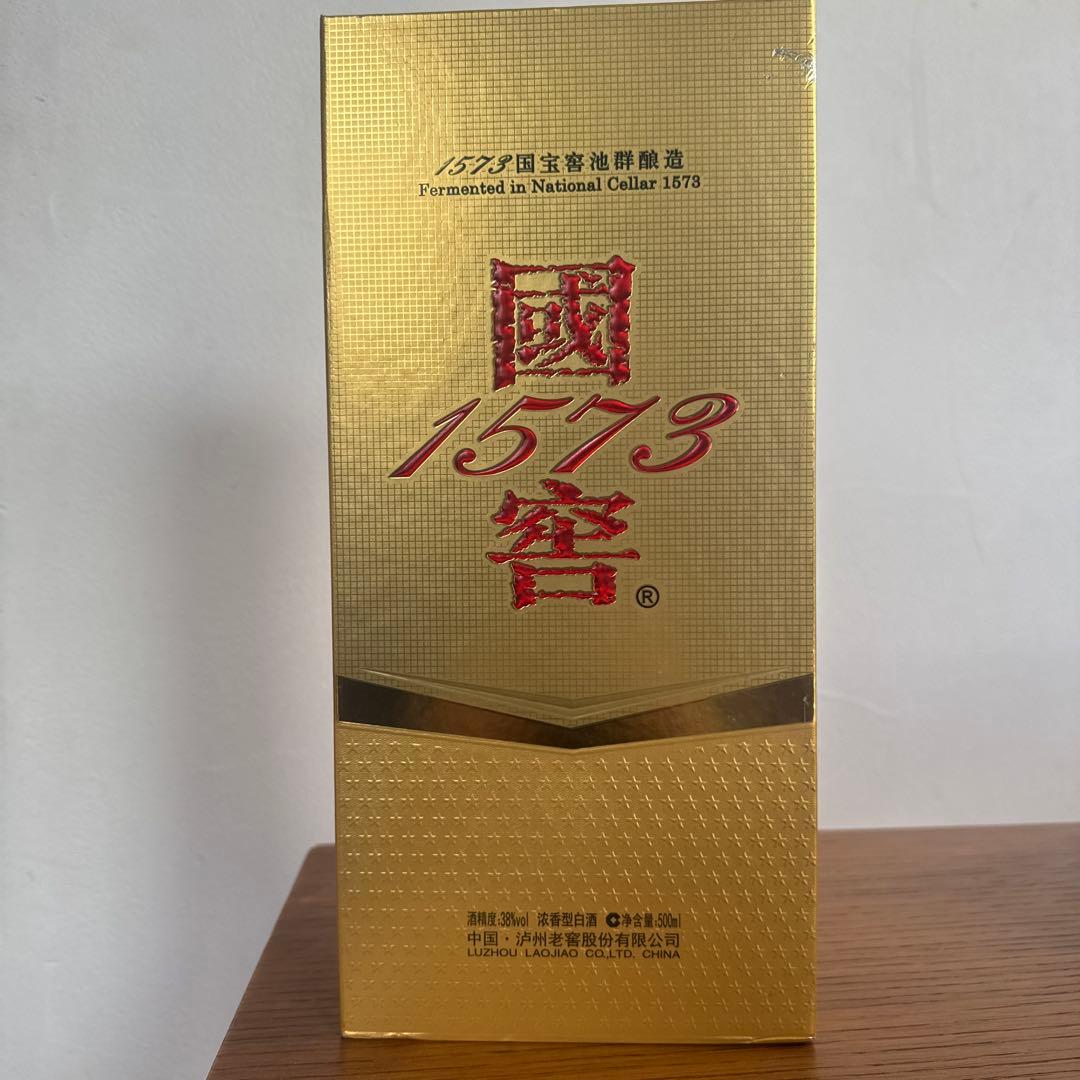 1573国宝窖池群酿造
Fermented in National Cellar 1573
國
1573
窖®
酒精度:38%vol 浓香型白酒 净含量:500ml
中国·泸州老窖股份有限公司
LUZHOU LAOJIAO CO.,LTD. CHINA